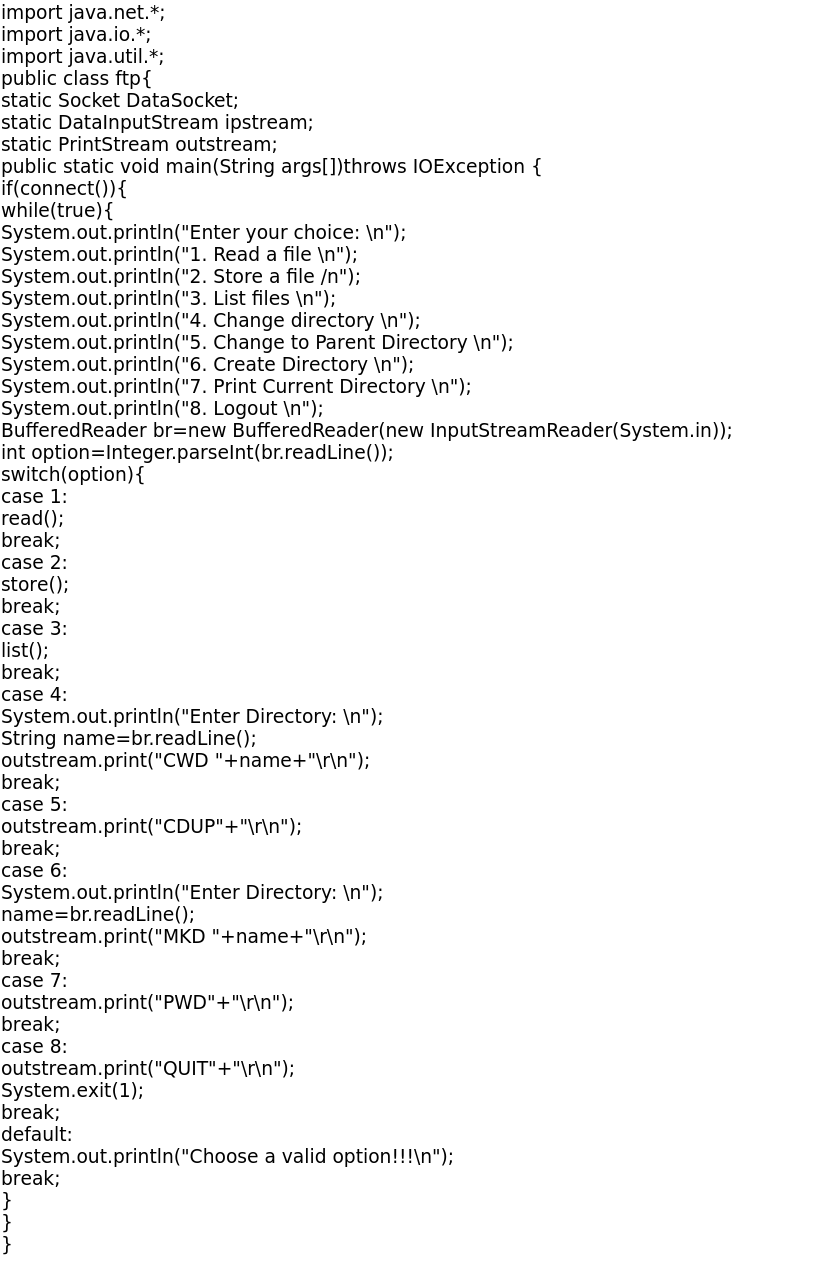 import java.net.*;
import java.io.*;
import java.util.*;
public class ftp{
static Socket DataSocket;
static DataInputStream ipstream;
static PrintStream outstream;
public static void main(String args[])throws IOException {
if(connect()){
while(true){
System.out.println("Enter your choice: \n");
System.out.println("1. Read a file \n");
System.out.println("2. Store a file /n");
System.out.println("3. List files \n");
System.out.println("4. Change directory \n");
System.out.println("5. Change to Parent Directory \n");
System.out.println("6. Create Directory \n");
System.out.println("7. Print Current Directory \n");
System.out.println("8. Logout \n");
BufferedReader br=new BufferedReader(new InputStreamReader(System.in));
int option=Integer.parseInt(br.readLine());
switch(option){
case 1:
read();
break;
case 2:
store();
break;
case 3:
list();
break;
case 4:
System.out.println("Enter Directory: \n");
String name=br.readLine();
outstream.print("CWD "+name+"\r\n");
break;
case 5:
outstream.print("CDUP"+"\r\n");
break;
case 6:
System.out.println("Enter Directory: \n");
name=br.readLine();
outstream.print("MKD "+name+"\r\n");
break;
case 7:
outstream.print("PWD"+"\r\n");
break;
case 8:
outstream.print("QUIT"+"\r\n");
System.exit(1);
break;
default:
System.out.println("Choose a valid option!!!\n");
break;
}
}
}